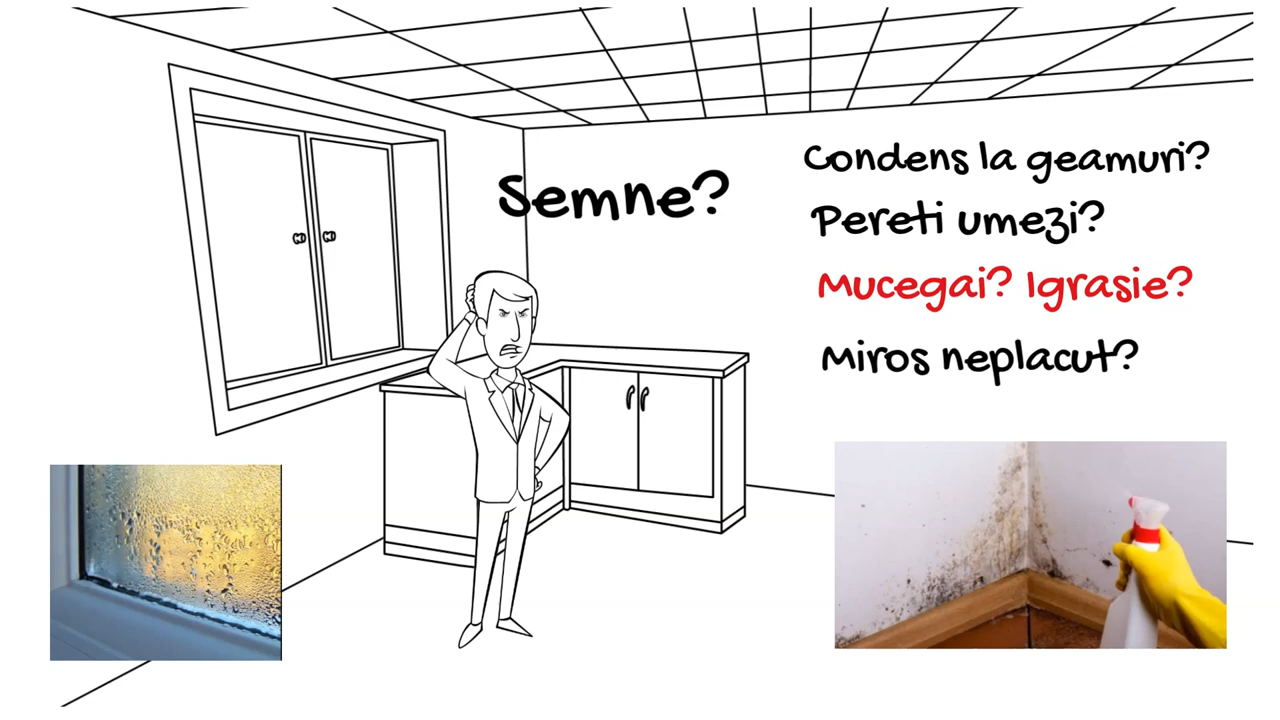 Semne?
Condens la geamuri?
Pereti umezi?
Mucegai? Igrasie?
Miros neplacut?